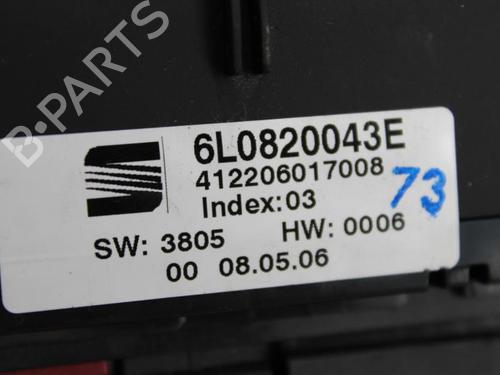 B-PARTS
6L0820043E
412206017008
Index:03
73
SW: 3805 HW: 0006
00 08.05.06